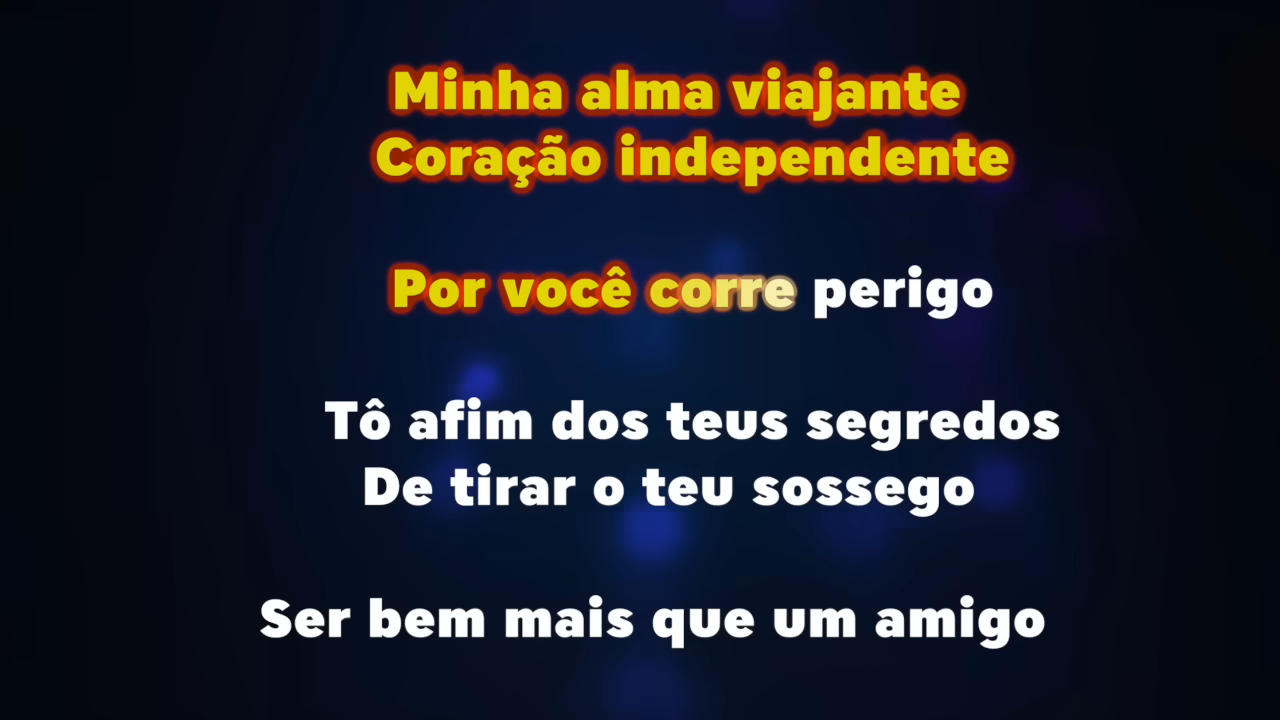 Minha alma viajante
Coração independente
Por você corre perigo
Tô afim dos teus segredos
De tirar o teu sossego
Ser bem mais que um amigo